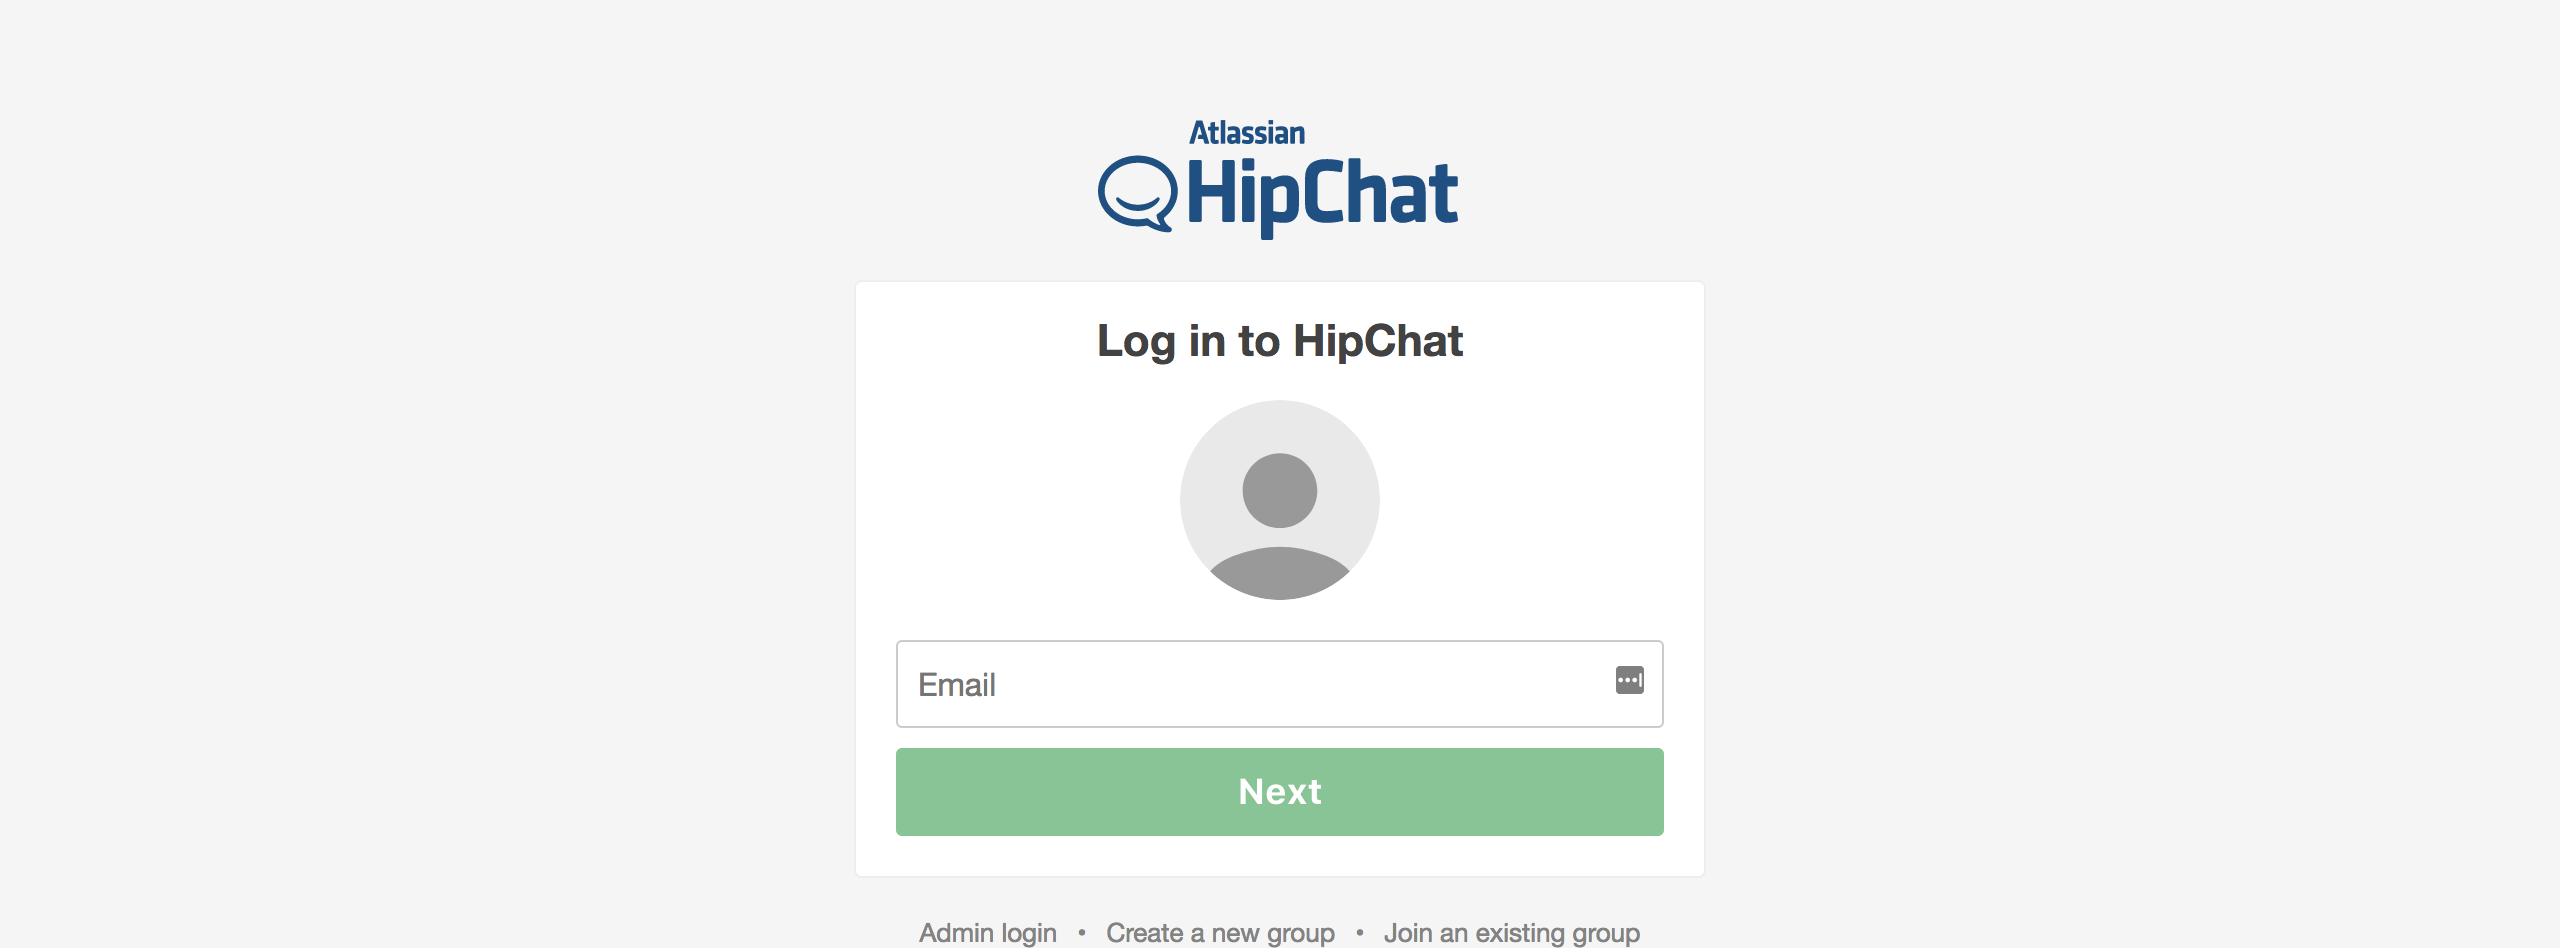 Atlassian
HipChat
Log in to HipChat
Email
Next
Admin login • Create a new group • Join an existing group